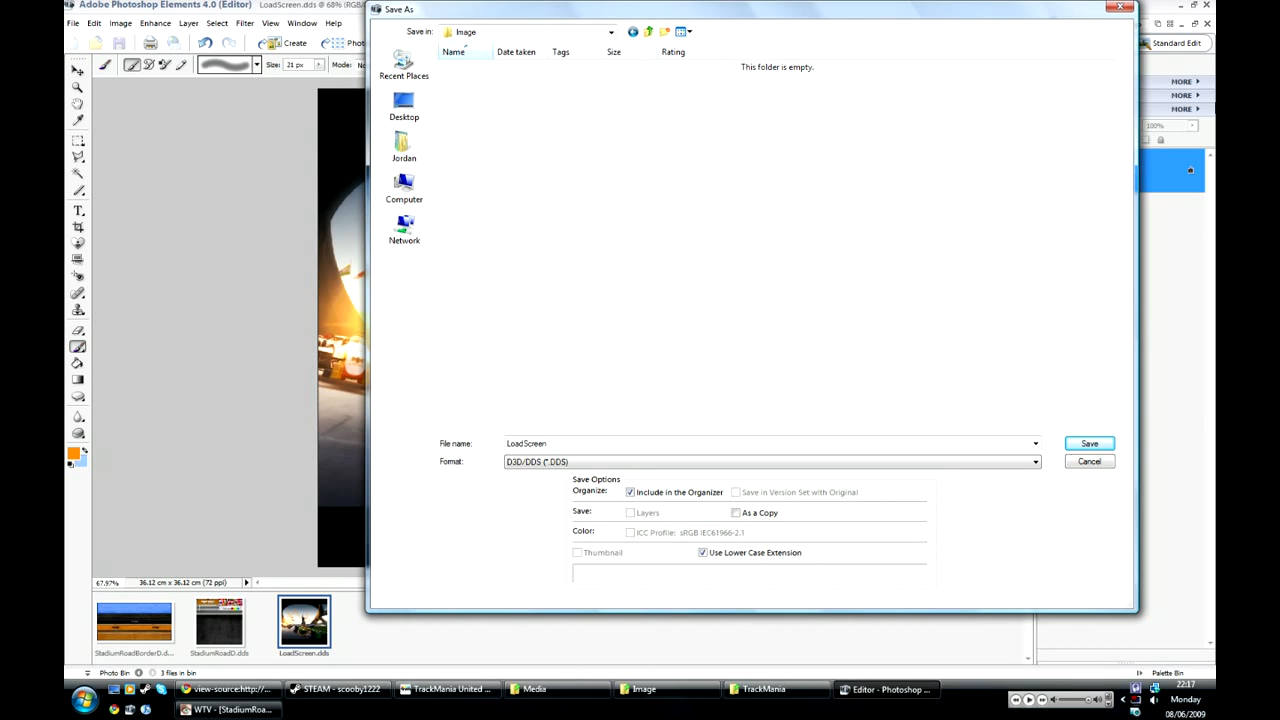 Adobe Photoshop Elements 4.0 (Editor)
LoadScreen.dds @ 68% (RGB/
Save As
File Edit Image Enhance Layer Select Filter View Window Help
Save in: Image
Create
Standard Edit
Name Date taken Tags Size Rating
Size: 21 px
Mode:
This folder is empty.
Recent Places
Desktop
Jordan
Computer
Network
MORE
MORE
MORE
100%
File name: LoadScreen
Save
Format: D3D/DDS (*.DDS)
Cancel
Save Options
Organize: Include in the Organizer Save in Version Set with Original
Save: Layers As a Copy
Color: ICC Profile: sRGB IEC61966-2.1
Thumbnail Use Lower Case Extension
67.97% 36.12 cm x 36.12 cm (72 ppi)
StadiumRoadBorderD.d... StadiumRoadD.dds LoadScreen.dds
Photo Bin 3 files in bin
Palette Bin
view-source:http://... STEAM - scooby1222 TrackMania United ... Media Image TrackMania Editor - Photoshop ...
22:17
WTV - [StadiumRoa...
Monday
08/06/2009